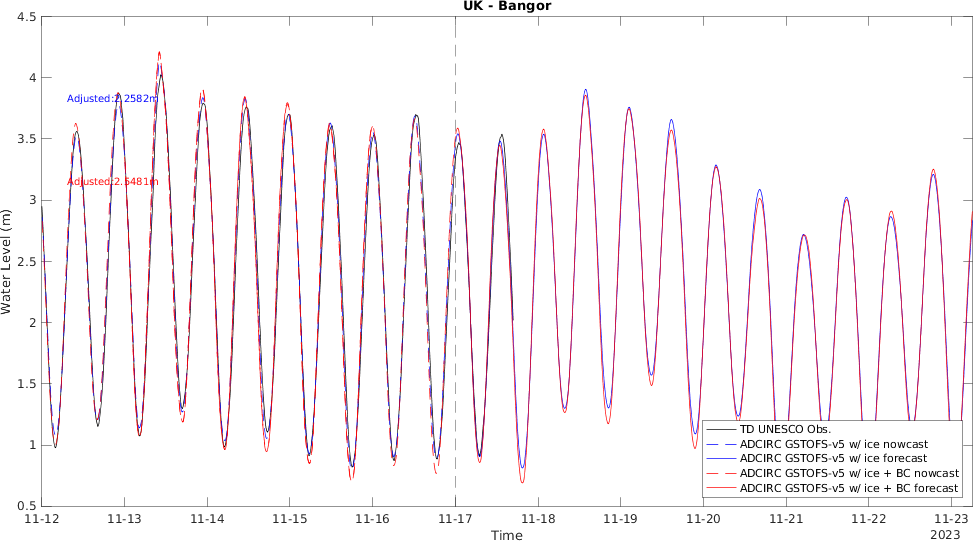 UK - Bangor
4.5
4
3.5
3
2.5
2
1.5
1
0.5
Water Level (m)
Adjusted:2.2582m
Adjusted:2.5481m
11-12 11-13 11-14 11-15 11-16 11-17 11-18 11-19 11-20 11-21 11-22 11-23
Time
2023
TD UNESCO Obs.
ADCIRC GSTOFS-v5 w/ ice nowcast
ADCIRC GSTOFS-v5 w/ ice forecast
ADCIRC GSTOFS-v5 w/ ice + BC nowcast
ADCIRC GSTOFS-v5 w/ ice + BC forecast